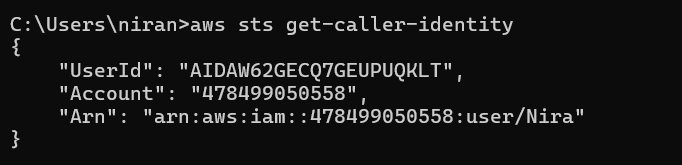 C:\Users\niran>aws sts get-caller-identity
{
    "UserId": "AIDAW62GECQ7GEUPUQKLT",
    "Account": "478499050558",
    "Arn": "arn:aws:iam::478499050558:user/Nira"
}